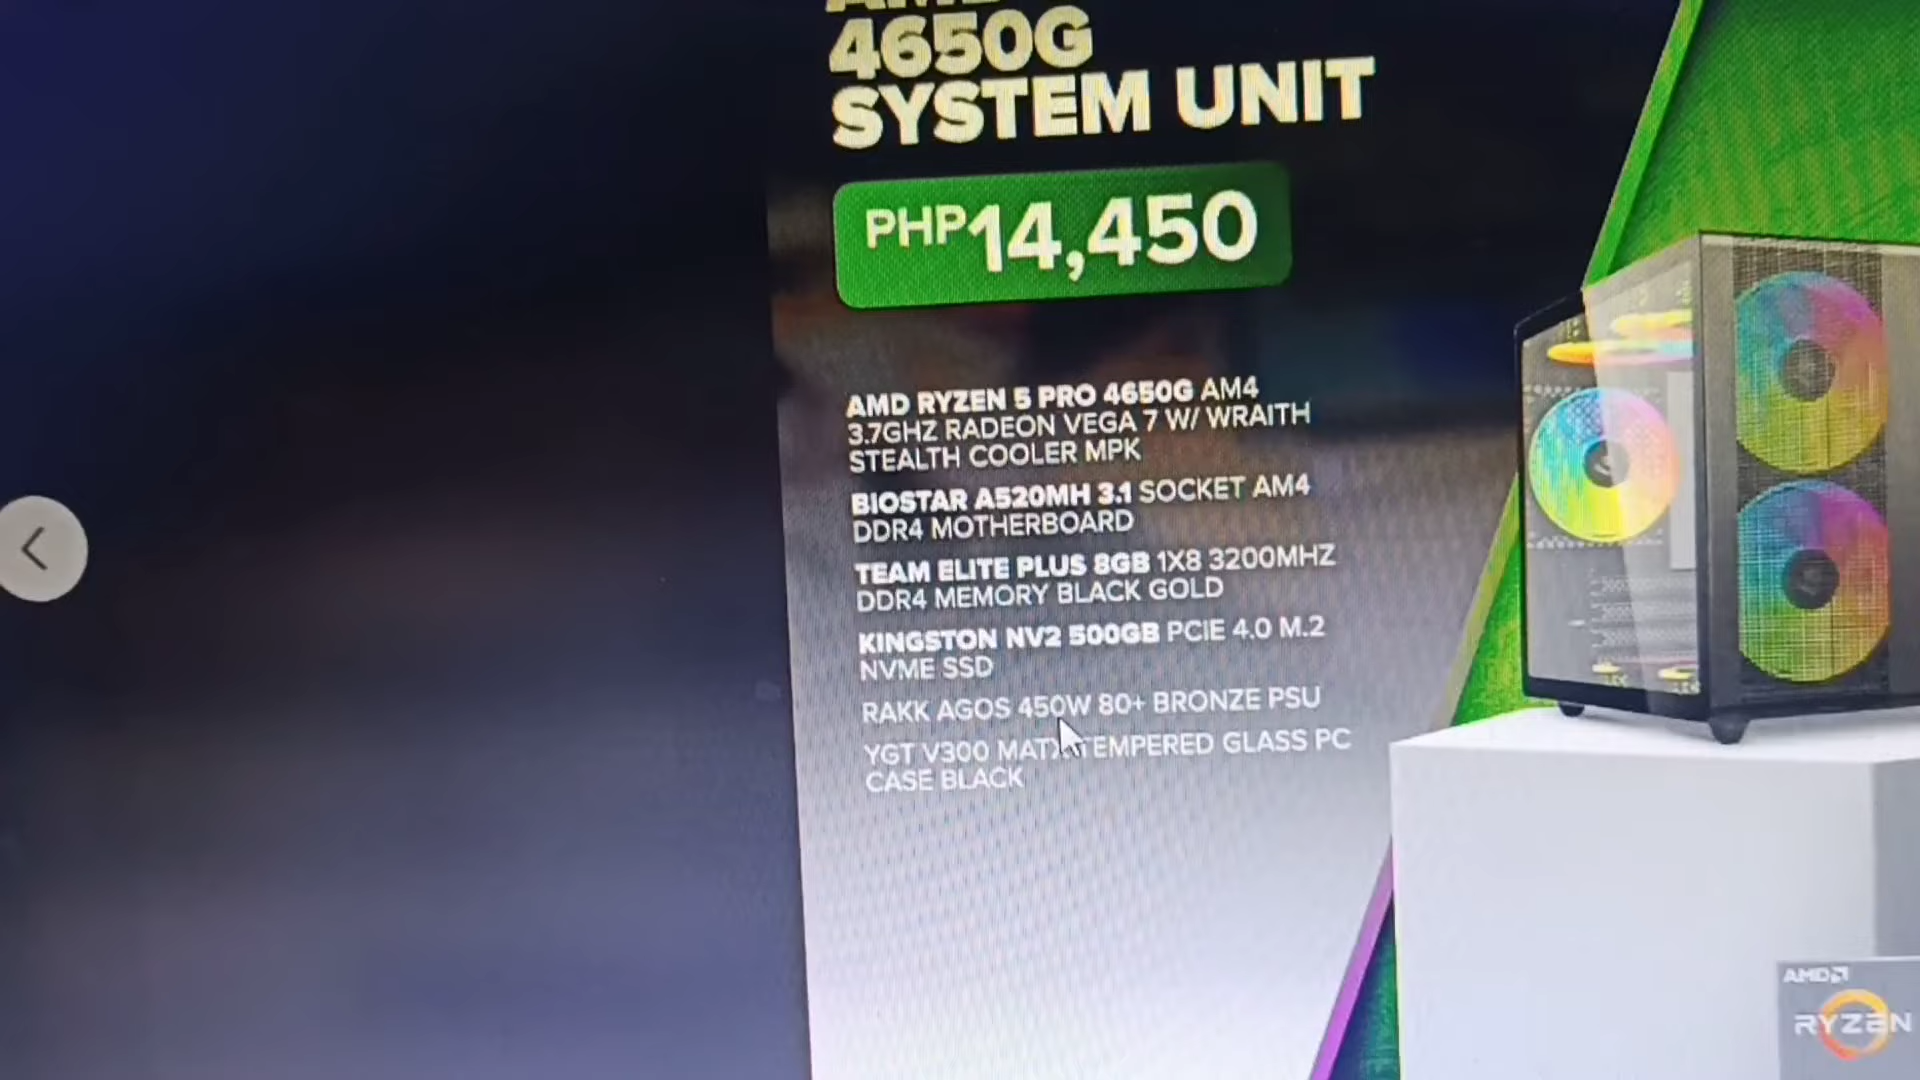 AMD
4650G
SYSTEM UNIT
PHP14,450
AMD RYZEN 5 PRO 4650G AM4
3.7GHZ RADEON VEGA 7 W/ WRAITH
STEALTH COOLER MPK
BIOSTAR A520MH 3.1 SOCKET AM4
DDR4 MOTHERBOARD
TEAM ELITE PLUS 8GB 1X8 3200MHZ
DDR4 MEMORY BLACK GOLD
KINGSTON NV2 500GB PCIE 4.0 M.2
NVME SSD
RAKK AGOS 450W 80+ BRONZE PSU
YGT V300 MATX TEMPERED GLASS PC
CASE BLACK
AMD
RYZEN